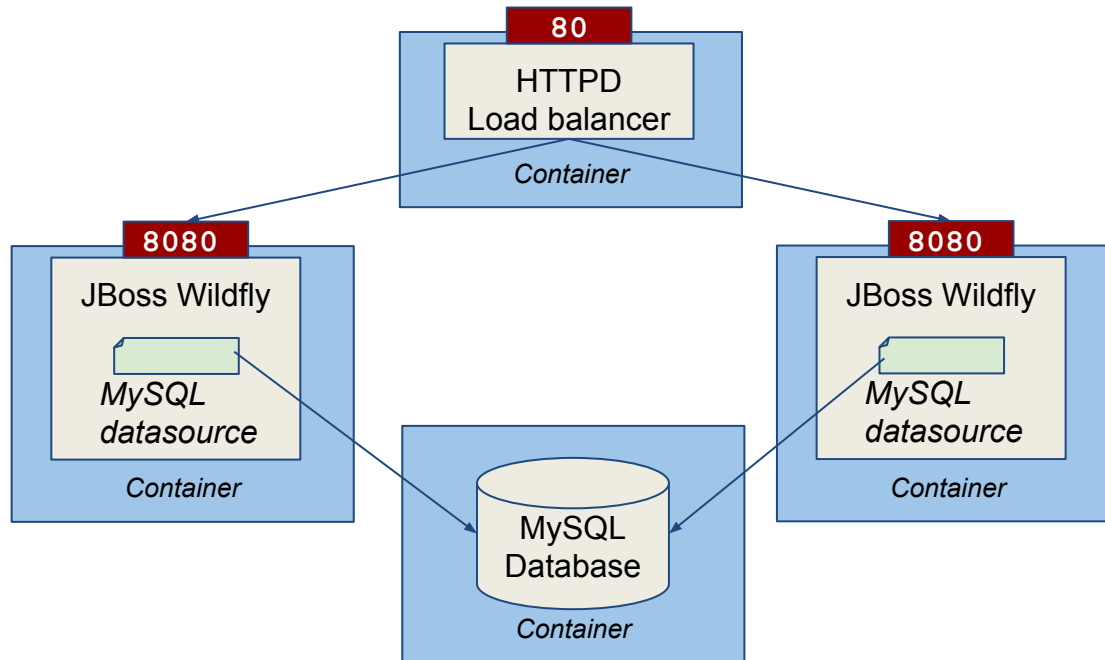 80
HTTPD
Load balancer
Container
8080
JBoss Wildfly
MySQL
datasource
Container
8080
JBoss Wildfly
MySQL
datasource
Container
MySQL
Database
Container